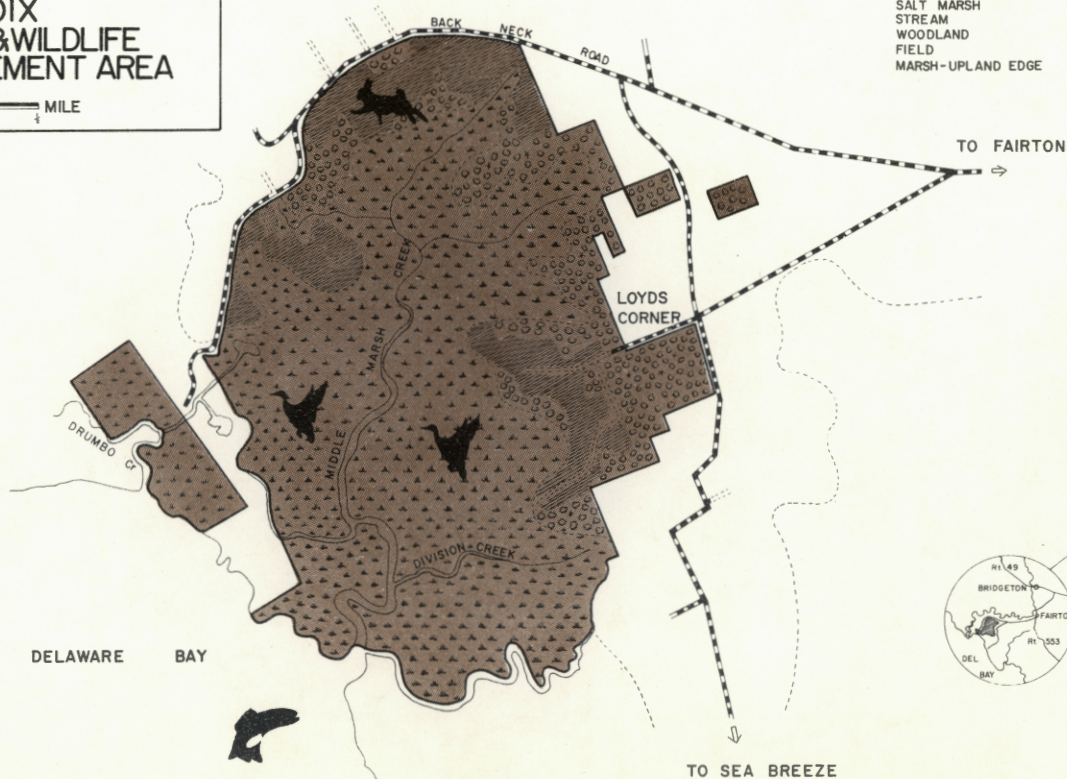 DIX
&WILDLIFE
EMENT AREA
MILE
SALT MARSH
STREAM
WOODLAND
FIELD
MARSH-UPLAND EDGE
BACK NECK ROAD
TO FAIRTON
LOYDS
CORNER
MIDDLE MARSH CREEK
DRUMBO Cr
DIVISION CREEK
Rt. 49
BRIDGETON
FAIRTO
Rt. 553
DEL
BAY
DELAWARE BAY
TO SEA BREEZE